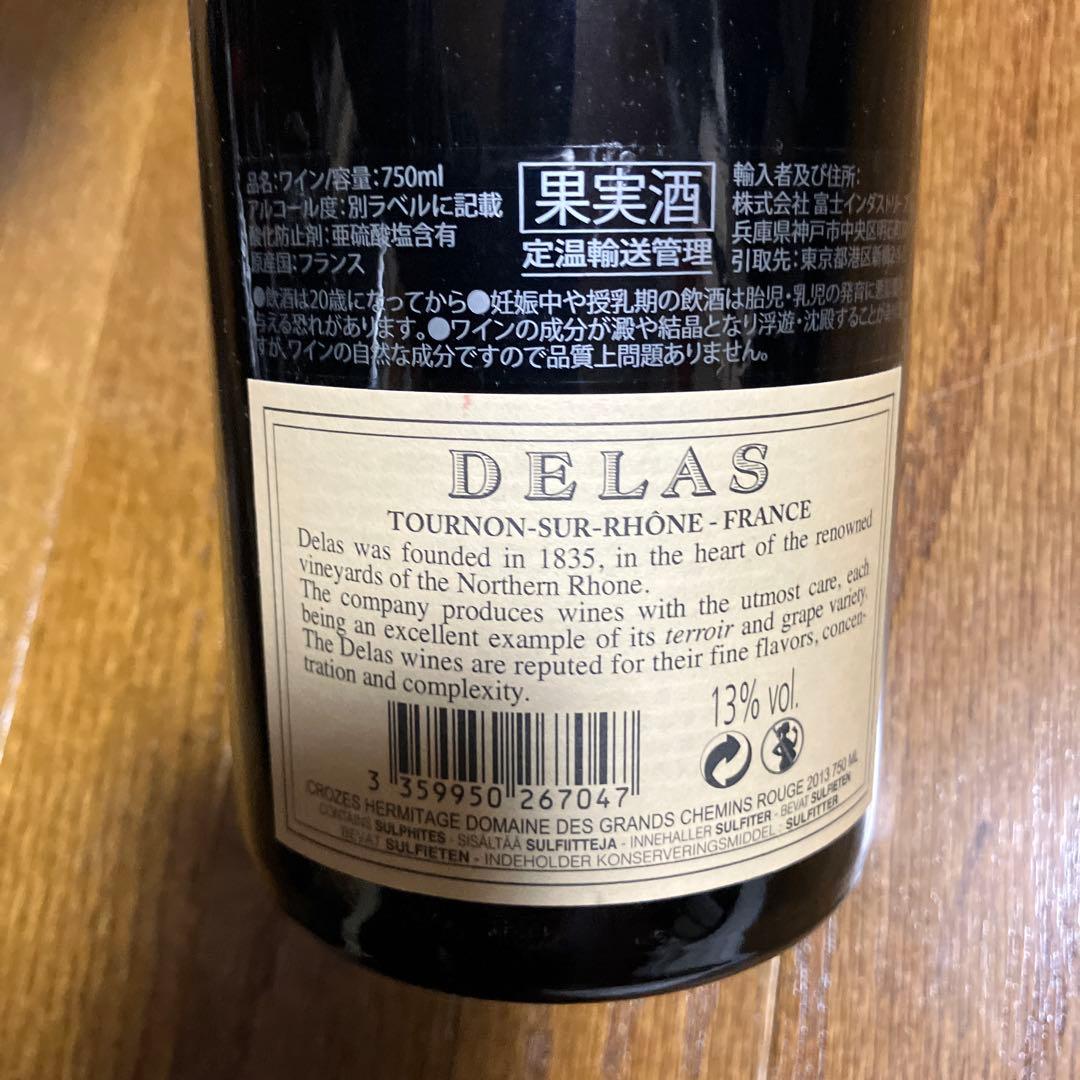 品名:ワイン/容量:750ml
アルコール度:別ラベルに記載
酸化防止剤:亜硫酸塩含有
原産国:フランス
果実酒
定温輸送管理
輸入者及び住所:
株式会社 富士インダストリーズ
兵庫県神戸市中央区
引取先:東京都港区新橋
●飲酒は20歳になってから●妊娠中や授乳期の飲酒は胎児・乳児の発育に悪影響
与える恐れがあります。●ワインの成分が澱や結晶となり浮遊・沈殿することが
すが、ワインの自然な成分ですので品質上問題ありません。
DELAS
TOURNON-SUR-RHÔNE - FRANCE
Delas was founded in 1835, in the heart of the renowned
vineyards of the Northern Rhone.
The company produces wines with the utmost care, each
being an excellent example of its terroir and grape variety.
The Delas wines are reputed for their fine flavors, concen-
tration and complexity.
13% vol.
3 359950 267047
CROZES HERMITAGE DOMAINE DES GRANDS CHEMINS ROUGE 2013 750 ML
CONTAINS SULPHITES - SISÄLTÄÄ SULFIITTEJA - INNEHALLER SULFITER - BEVAT SULFIETEN
BEVAT SULFIETEN - INDEHOLDER KONSERVERINGSMIDDEL : SULFITTER